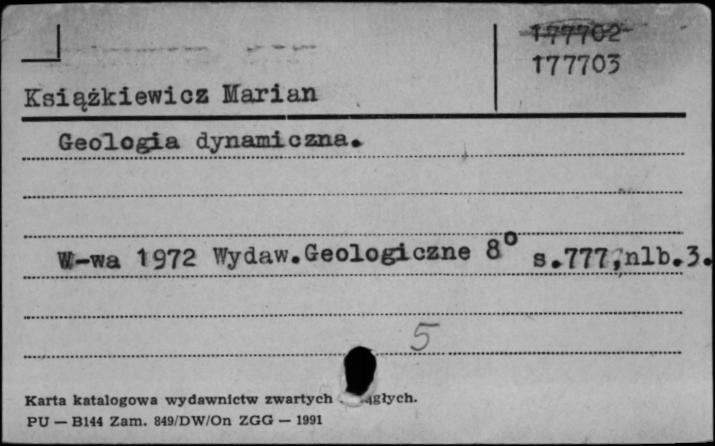 177702
177703
Książkiewicz Marian
Geologia dynamiczna.
W-wa 1972 Wydaw.Geologiczne 8° s.777,nlb.3.
5
Karta katalogowa wydawnictw zwartych
PU — B144 Zam. 849/DW/On ZGG — 1991